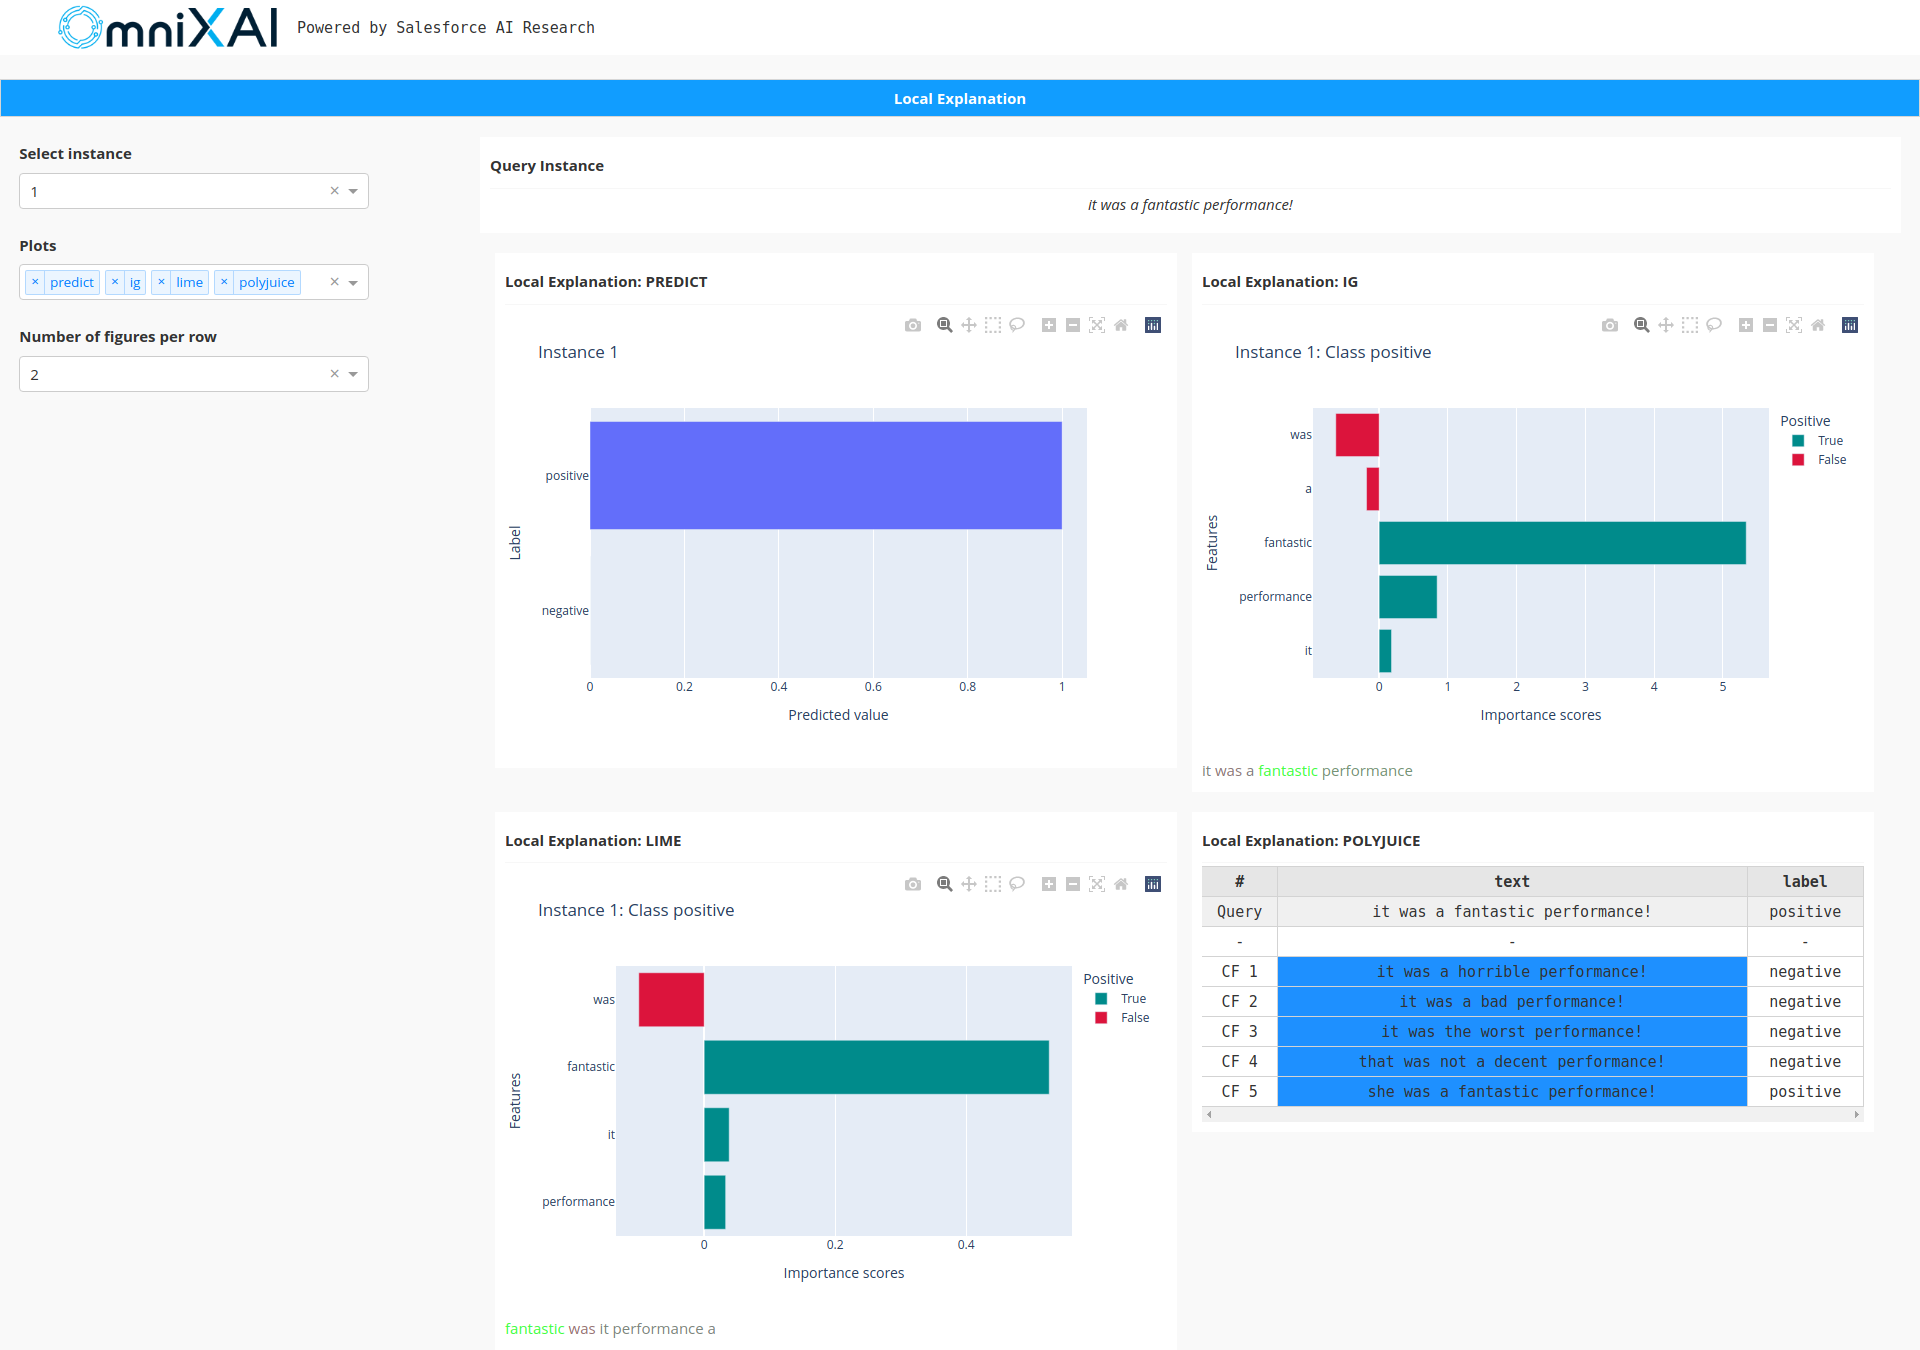 OmniXAI Powered by Salesforce AI Research
Local Explanation
Select instance
1
Plots
× predict × ig × lime × polyjuice
Number of figures per row
2
Query Instance
it was a fantastic performance!
Local Explanation: PREDICT
Instance 1
Label
positive
negative
0 0.2 0.4 0.6 0.8 1
Predicted value
Local Explanation: IG
Instance 1: Class positive
Features
was
a
fantastic
performance
it
0 1 2 3 4 5
Importance scores
Positive
True
False
it was a fantastic performance
Local Explanation: LIME
Instance 1: Class positive
Features
was
fantastic
it
performance
0 0.2 0.4
Importance scores
Positive
True
False
fantastic was it performance a
Local Explanation: POLYJUICE
# text label
Query it was a fantastic performance! positive
- - -
CF 1 it was a horrible performance! negative
CF 2 it was a bad performance! negative
CF 3 it was the worst performance! negative
CF 4 that was not a decent performance! negative
CF 5 she was a fantastic performance! positive